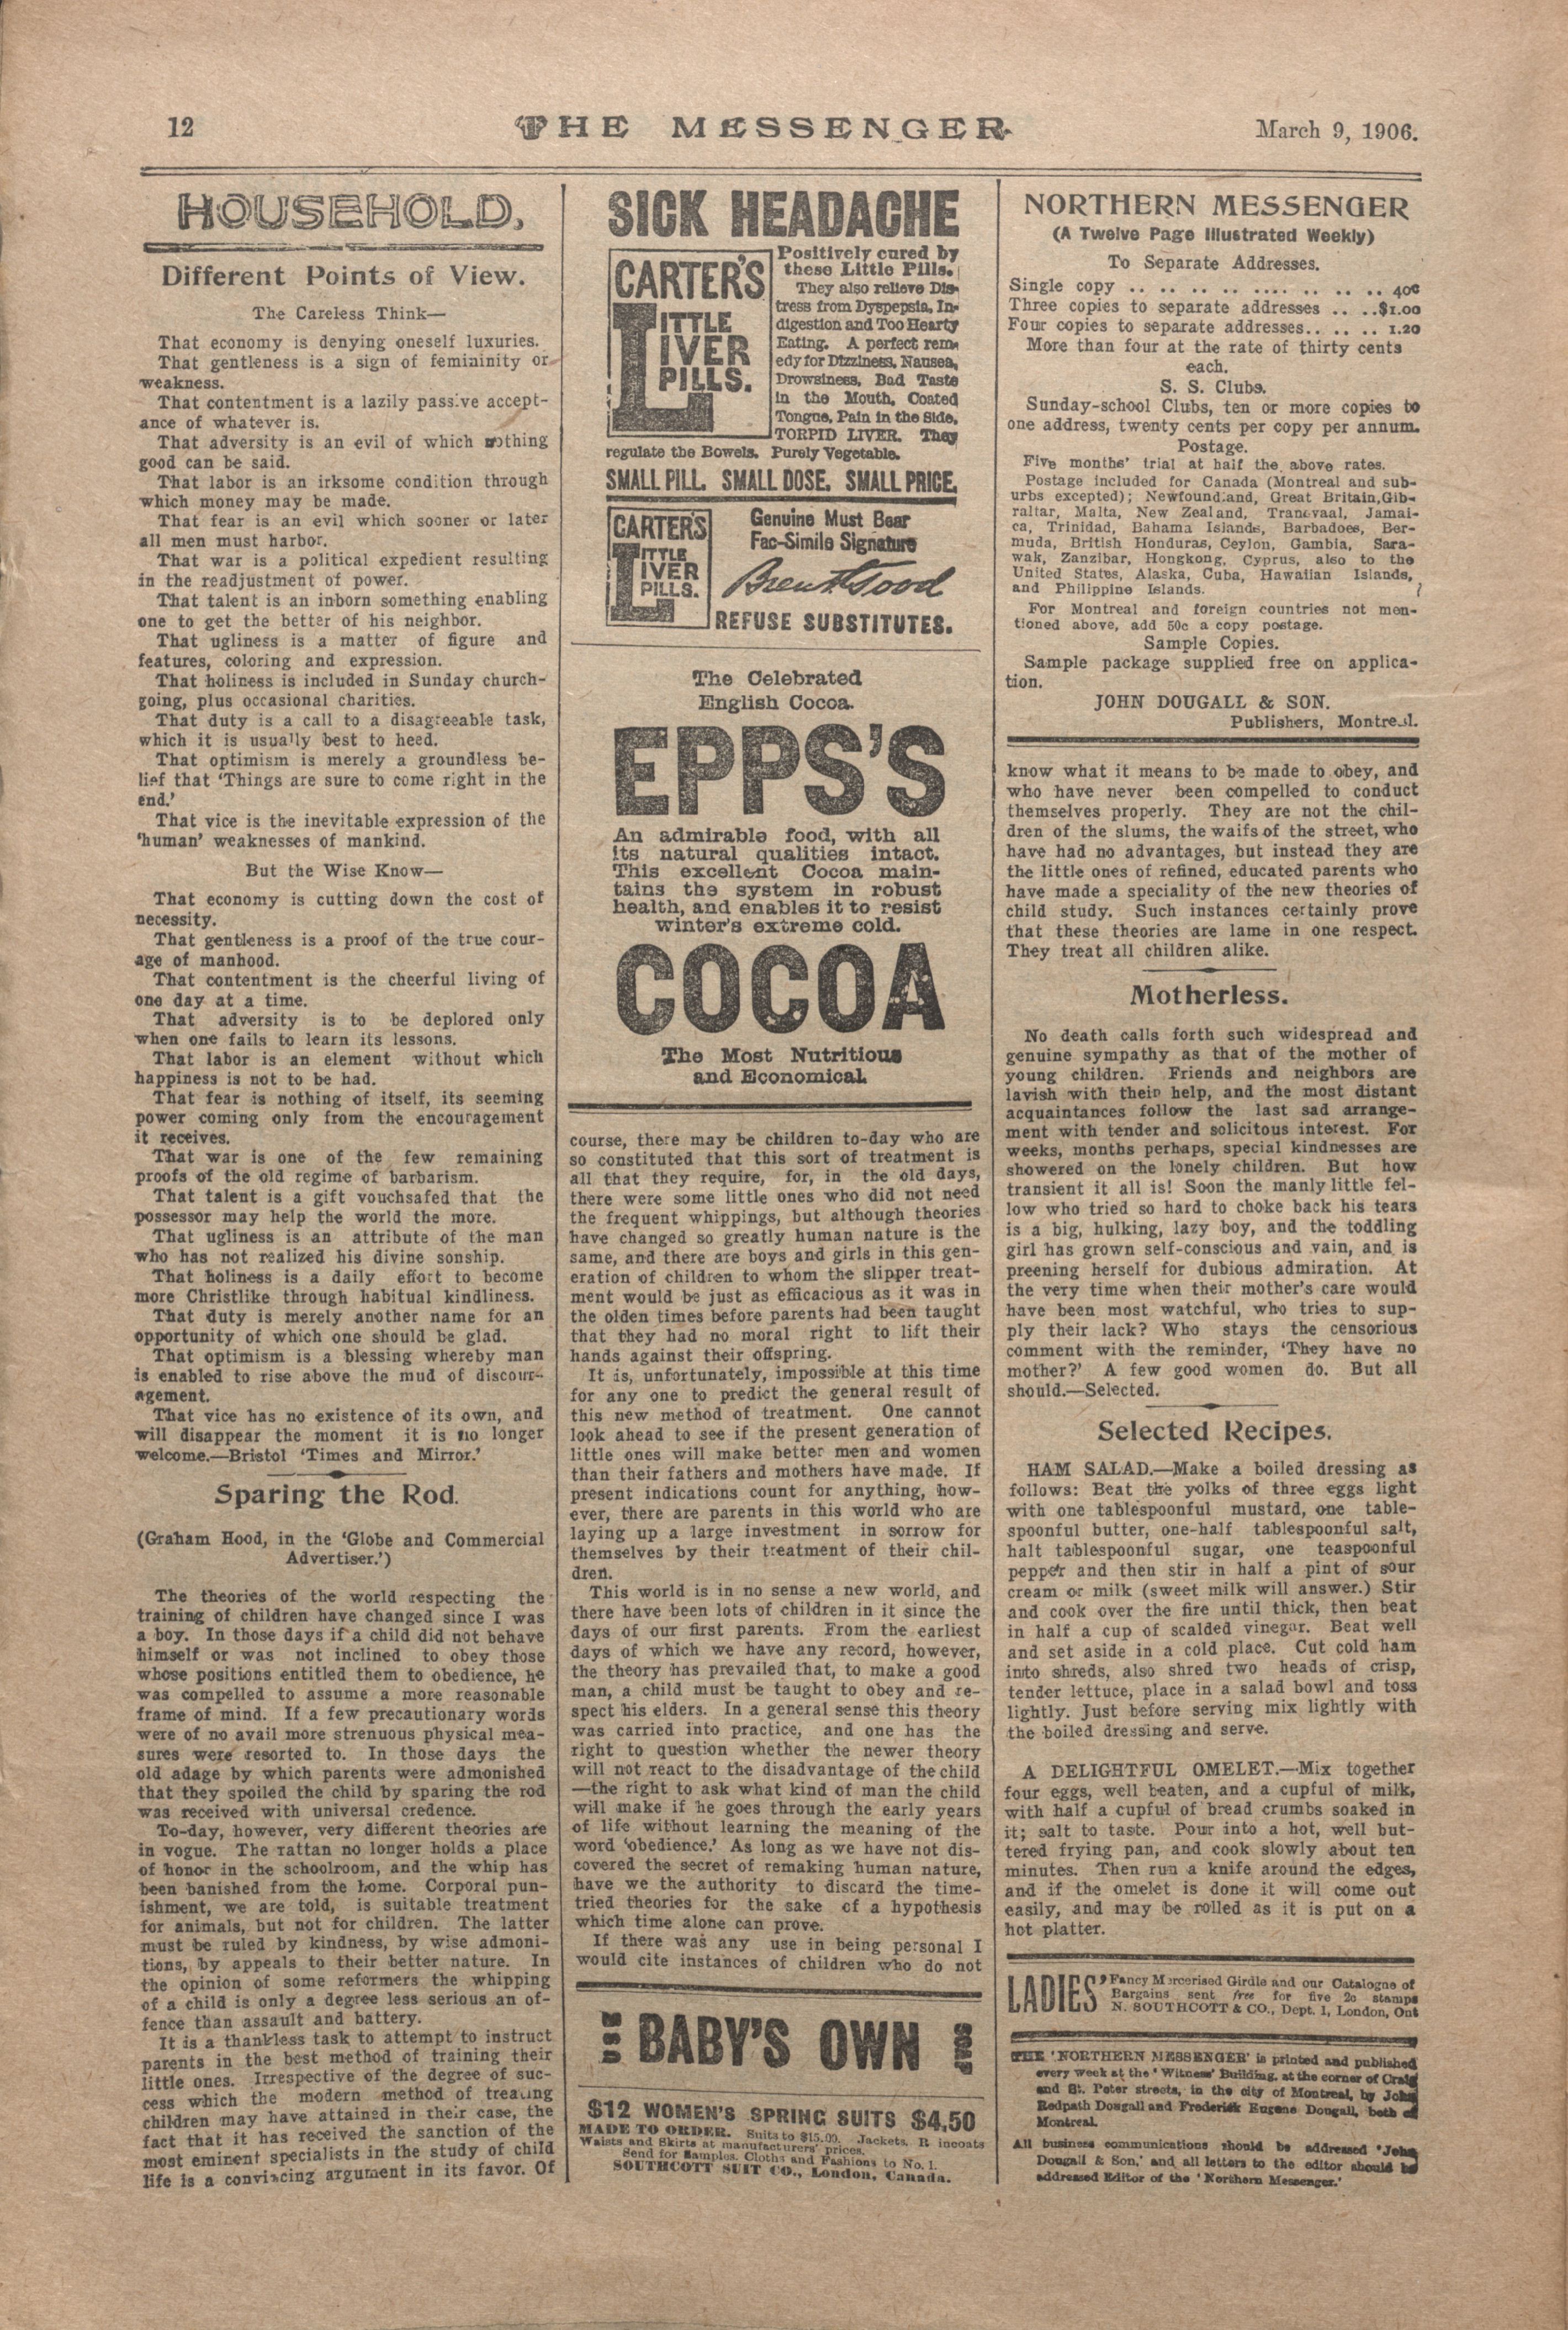 12
THE MESSENGER
March 9, 1906.
HOUSEHOLD.
Different Points of View.
The Careless Think—
That economy is denying oneself luxuries.
That gentleness is a sign of femininity or
weakness.
That contentment is a lazily passive accept-
ance of whatever is.
That adversity is an evil of which nothing
good can be said.
That labor is an irksome condition through
which money may be made.
That fear is an evil which sooner or later
all men must harbor.
That war is a political expedient resulting
in the readjustment of power.
That talent is an inborn something enabling
one to get the better of his neighbor.
That ugliness is a matter of figure and
features, coloring and expression.
That holiness is included in Sunday church-
going, plus occasional charities.
That duty is a call to a disagreeable task,
which it is usually best to heed.
That optimism is merely a groundless be-
lief that 'Things are sure to come right in the
end.'
That vice is the inevitable expression of the
'human' weaknesses of mankind.
But the Wise Know—
That economy is cutting down the cost of
necessity.
That gentleness is a proof of the true cour-
age of manhood.
That contentment is the cheerful living of
one day at a time.
That adversity is to be deplored only
when one fails to learn its lessons.
That labor is an element without which
happiness is not to be had.
That fear is nothing of itself, its seeming
power coming only from the encouragement
it receives.
That war is one of the few remaining
proofs of the old regime of barbarism.
That talent is a gift vouchsafed that the
possessor may help the world the more.
That ugliness is an attribute of the man
who has not realized his divine sonship.
That holiness is a daily effort to become
more Christlike through habitual kindliness.
That duty is merely another name for an
opportunity of which one should be glad.
That optimism is a blessing whereby man
is enabled to rise above the mud of discour-
agement.
That vice has no existence of its own, and
will disappear the moment it is no longer
welcome.—Bristol 'Times and Mirror.'
Sparing the Rod.
(Graham Hood, in the 'Globe and Commercial
Advertiser.')
The theories of the world respecting the
training of children have changed since I was
a boy. In those days if a child did not behave
himself or was not inclined to obey those
whose positions entitled them to obedience, he
was compelled to assume a more reasonable
frame of mind. If a few precautionary words
were of no avail more strenuous physical mea-
sures were resorted to. In those days the
old adage by which parents were admonished
that they spoiled the child by sparing the rod
was received with universal credence.
To-day, however, very different theories are
in vogue. The rattan no longer holds a place
of honor in the schoolroom, and the whip has
been banished from the home. Corporal pun-
ishment, we are told, is suitable treatment
for animals, but not for children. The latter
must be ruled by kindness, by wise admoni-
tions, by appeals to their better nature. In
the opinion of some reformers the whipping
of a child is only a degree less serious an of-
fence than assault and battery.
It is a thankless task to attempt to instruct
parents in the best method of training their
little ones. Irrespective of the degree of suc-
cess which the modern method of treating
children may have attained in their case, the
fact that it has received the sanction of the
most eminent specialists in the study of child
life is a convincing argument in its favor. Of
SICK HEADACHE
CARTER'S
LITTLE
LIVER
PILLS.
Positively cured by
these Little Pills.
They also relieve Dis-
tress from Dyspepsia, In-
digestion and Too Hearty
Eating. A perfect rem-
edy for Dizziness, Nausea,
Drowsiness, Bad Taste
in the Mouth, Coated
Tongue, Pain in the Side,
TORPID LIVER. They
regulate the Bowels. Purely Vegetable.
SMALL PILL. SMALL DOSE. SMALL PRICE.
CARTER'S
LITTLE
LIVER
PILLS.
Genuine Must Bear
Fac-Simile Signature
Brent Good
REFUSE SUBSTITUTES.
The Celebrated
English Cocoa.
EPPS'S
An admirable food, with all
its natural qualities intact.
This excellent Cocoa main-
tains the system in robust
health, and enables it to resist
winter's extreme cold.
COCOA
The Most Nutritious
and Economical
course, there may be children to-day who are
so constituted that this sort of treatment is
all that they require, for, in the old days,
there were some little ones who did not need
the frequent whippings, but although theories
have changed so greatly human nature is the
same, and there are boys and girls in this gen-
eration of children to whom the slipper treat-
ment would be just as efficacious as it was in
the olden times before parents had been taught
that they had no moral right to lift their
hands against their offspring.
It is, unfortunately, impossible at this time
for any one to predict the general result of
this new method of treatment. One cannot
look ahead to see if the present generation of
little ones will make better men and women
than their fathers and mothers have made. If
present indications count for anything, how-
ever, there are parents in this world who are
laying up a large investment in sorrow for
themselves by their treatment of their chil-
dren.
This world is in no sense a new world, and
there have been lots of children in it since the
days of our first parents. From the earliest
days of which we have any record, however,
the theory has prevailed that, to make a good
man, a child must be taught to obey and re-
spect his elders. In a general sense this theory
was carried into practice, and one has the
right to question whether the newer theory
will not react to the disadvantage of the child
—the right to ask what kind of man the child
will make if he goes through the early years
of life without learning the meaning of the
word 'obedience.' As long as we have not dis-
covered the secret of remaking human nature,
have we the authority to discard the time-
tried theories for the sake of a hypothesis
which time alone can prove.
If there was any use in being personal I
would cite instances of children who do not
BABY'S OWN
$12 WOMEN'S SPRING SUITS $4.50
MADE TO ORDER. Suits to $15.00. Jackets, R incoats
Waists and Skirts at manufacturers' prices.
Send for Samples, Cloths and Fashions to No. 1.
SOUTHCOTT SUIT CO., London, Canada.
NORTHERN MESSENGER
(A Twelve Page Illustrated Weekly)
To Separate Addresses.
Single copy .. .. .. .. .... .. .. .. 40c
Three copies to separate addresses .. ..$1.00
Four copies to separate addresses.. .. .. 1.20
More than four at the rate of thirty cents
each.
S. S. Clubs.
Sunday-school Clubs, ten or more copies to
one address, twenty cents per copy per annum.
Postage.
Five months' trial at half the above rates.
Postage included for Canada (Montreal and sub-
urbs excepted); Newfoundland, Great Britain, Gib-
raltar, Malta, New Zealand, Transvaal, Jamai-
ca, Trinidad, Bahama Islands, Barbadoes, Ber-
muda, British Honduras, Ceylon, Gambia, Sara-
wak, Zanzibar, Hongkong, Cyprus, also to the
United States, Alaska, Cuba, Hawaiian Islands,
and Philippine Islands.
For Montreal and foreign countries not men-
tioned above, add 50c a copy postage.
Sample Copies.
Sample package supplied free on applica-
tion.
JOHN DOUGALL & SON.
Publishers, Montreal.
know what it means to be made to obey, and
who have never been compelled to conduct
themselves properly. They are not the chil-
dren of the slums, the waifs of the street, who
have had no advantages, but instead they are
the little ones of refined, educated parents who
have made a speciality of the new theories of
child study. Such instances certainly prove
that these theories are lame in one respect.
They treat all children alike.
Motherless.
No death calls forth such widespread and
genuine sympathy as that of the mother of
young children. Friends and neighbors are
lavish with their help, and the most distant
acquaintances follow the last sad arrange-
ment with tender and solicitous interest. For
weeks, months perhaps, special kindnesses are
showered on the lonely children. But how
transient it all is! Soon the manly little fel-
low who tried so hard to choke back his tears
is a big, hulking, lazy boy, and the toddling
girl has grown self-conscious and vain, and is
preening herself for dubious admiration. At
the very time when their mother's care would
have been most watchful, who tries to sup-
ply their lack? Who stays the censorious
comment with the reminder, 'They have no
mother?' A few good women do. But all
should.—Selected.
Selected Recipes.
HAM SALAD.—Make a boiled dressing as
follows: Beat the yolks of three eggs light
with one tablespoonful mustard, one table-
spoonful butter, one-half tablespoonful salt,
halt tablespoonful sugar, one teaspoonful
pepper and then stir in half a pint of sour
cream or milk (sweet milk will answer.) Stir
and cook over the fire until thick, then beat
in half a cup of scalded vinegar. Beat well
and set aside in a cold place. Cut cold ham
into shreds, also shred two heads of crisp,
tender lettuce, place in a salad bowl and toss
lightly. Just before serving mix lightly with
the boiled dressing and serve.
A DELIGHTFUL OMELET.—Mix together
four eggs, well beaten, and a cupful of milk,
with half a cupful of bread crumbs soaked in
it; salt to taste. Pour into a hot, well but-
tered frying pan, and cook slowly about ten
minutes. Then run a knife around the edges,
and if the omelet is done it will come out
easily, and may be rolled as it is put on a
hot platter.
LADIES' Fancy Mercerised Girdle and our Catalogue of
Bargains sent free for five 2c stamps
N. SOUTHCOTT & CO., Dept. 1, London, Ont
THE 'NORTHERN MESSENGER' is printed and published
every week at the 'Witness' Building, at the corner of Craig
and St. Peter streets, in the city of Montreal, by John
Redpath Dougall and Frederick Eugene Dougall, both of
Montreal.
All business communications should be addressed 'John
Dougall & Son,' and all letters to the editor should be
addressed Editor of the 'Northern Messenger.'